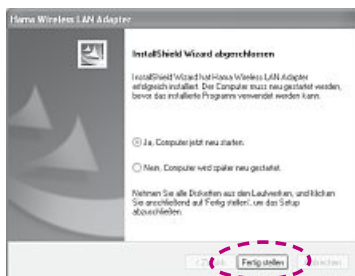 Hama Wireless LAN Adapter
InstallShield Wizard abgeschlossen
InstallShield Wizard hat Hama Wireless LAN Adapter
erfolgreich installiert. Der Computer muss neu gestartet werden,
bevor das installierte Programm verwendet werden kann.
Ja, Computer jetzt neu starten.
Nein, Computer wird später neu gestartet.
Nehmen Sie alle Disketten aus den Laufwerken, und klicken
Sie anschließend auf 'Fertig stellen', um das Setup
abzuschließen.
< Zurück Fertig stellen Abbrechen